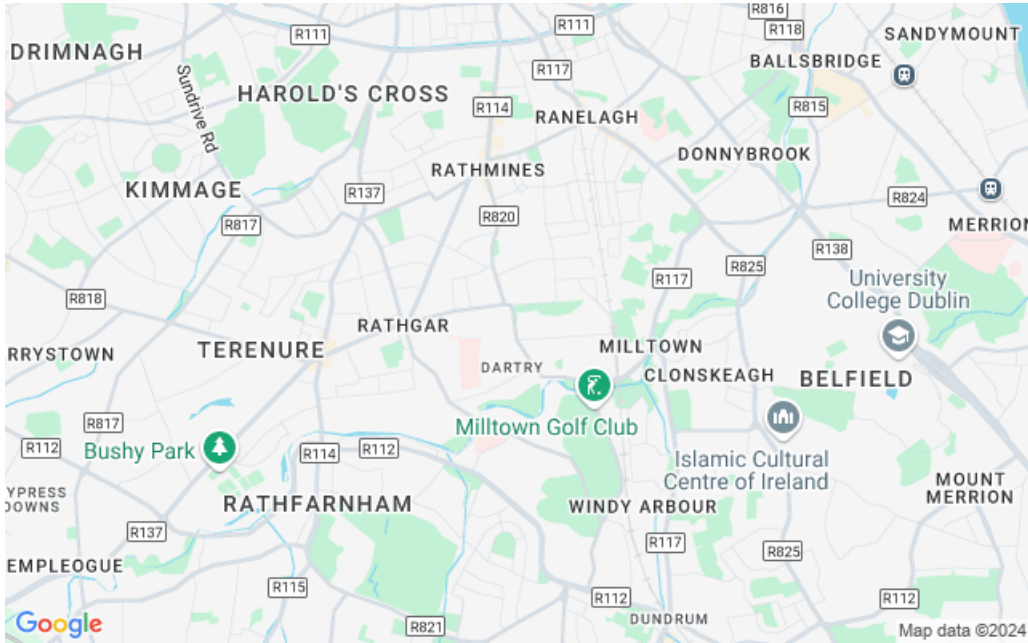 R816
R111
R118
SANDYMOUNT
R111
DRIMNAGH
BALLSBRIDGE
R117
Sundrive Rd
HAROLD'S CROSS
R114
R815
RANELAGH
DONNYBROOK
RATHMINES
KIMMAGE
R137
R824
R820
R817
MERRION
R138
R825
R117
University
College Dublin
R818
RATHGAR
TERENURE
MILLTOWN
RRYSTOWN
DARTRY
CLONSKEAGH
BELFIELD
R817
Milltown Golf Club
R112
Bushy Park
R114
R112
Islamic Cultural
Centre of Ireland
YPRESS
DOWNS
MOUNT
MERRION
RATHFARNHAM
WINDY ARBOUR
R137
R117
R825
EMPLEOGUE
R115
R112
R112
Google
R821
DUNDRUM
Map data ©2024